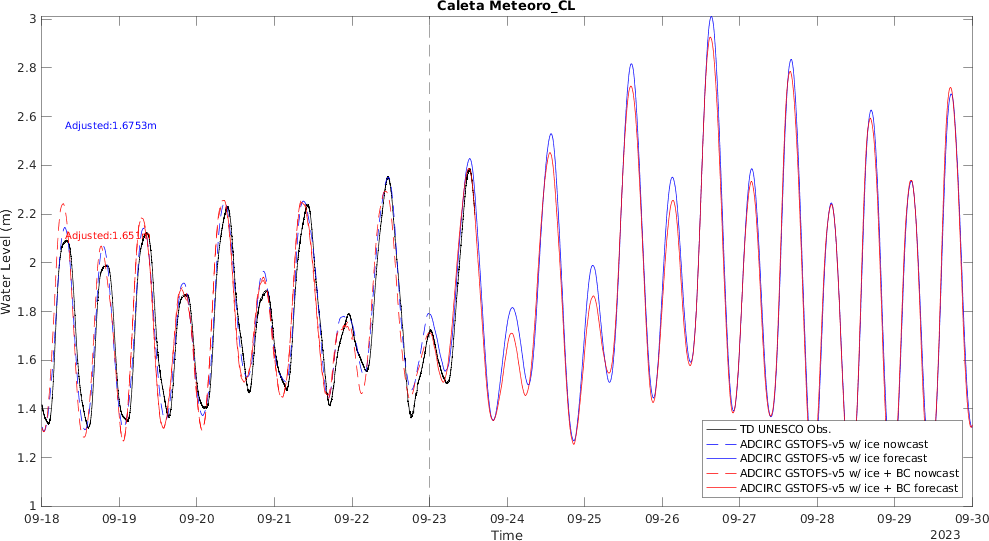 Caleta Meteoro_CL
3
2.8
2.6
2.4
2.2
2
1.8
1.6
1.4
1.2
1
Water Level (m)
Adjusted:1.6753m
Adjusted:1.651
TD UNESCO Obs.
ADCIRC GSTOFS-v5 w/ ice nowcast
ADCIRC GSTOFS-v5 w/ ice forecast
ADCIRC GSTOFS-v5 w/ ice + BC nowcast
ADCIRC GSTOFS-v5 w/ ice + BC forecast
09-18 09-19 09-20 09-21 09-22 09-23 09-24 09-25 09-26 09-27 09-28 09-29 09-30
Time
2023